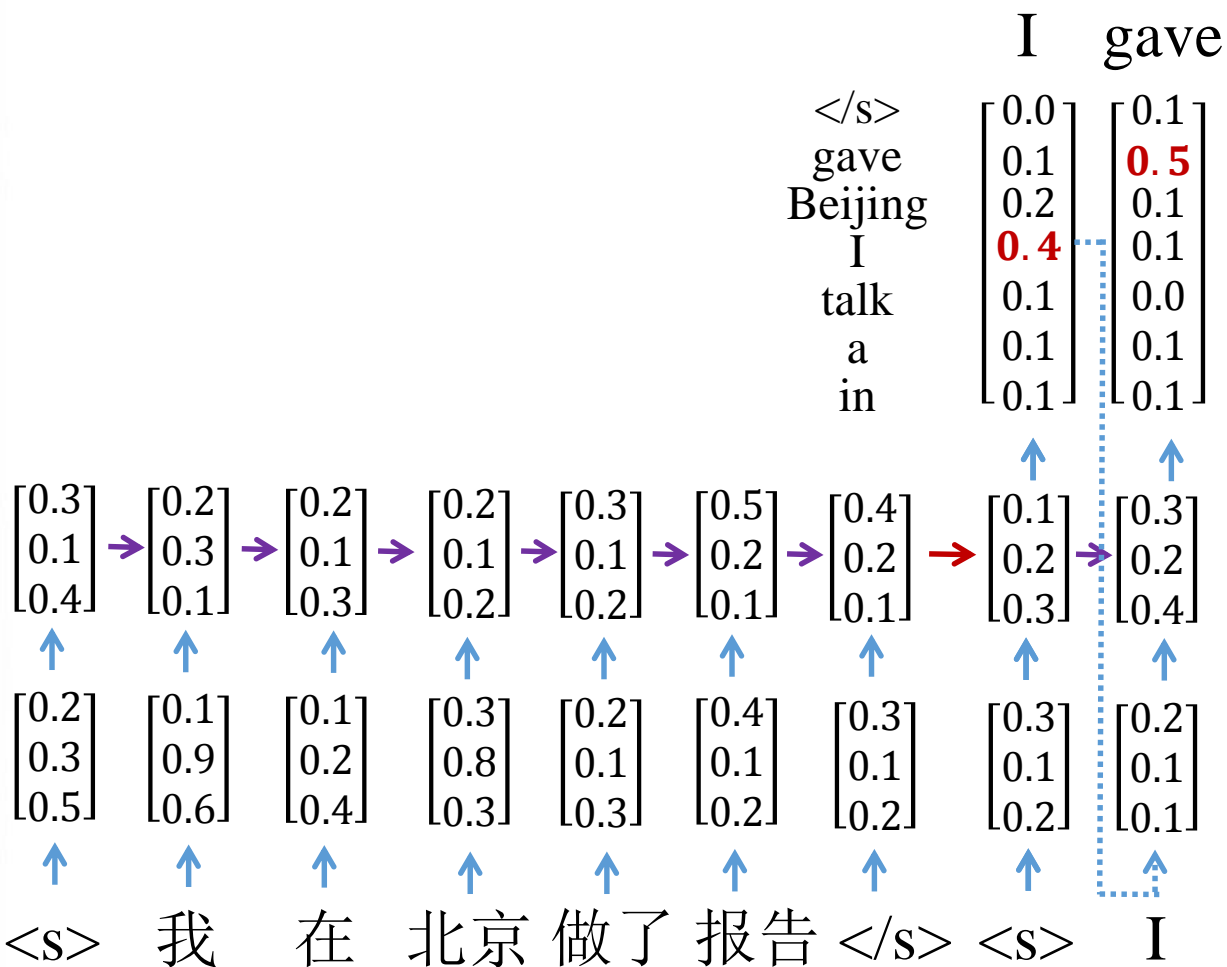 I gave
</s> 0.0 0.1
gave 0.1 0.5
Beijing 0.2 0.1
I 0.4 0.1
talk 0.1 0.0
a 0.1 0.1
in 0.1 0.1
0.3 0.2 0.2 0.2 0.3 0.5 0.4 0.1 0.3
0.1 0.3 0.1 0.1 0.1 0.2 0.2 0.2 0.2
0.4 0.1 0.3 0.2 0.2 0.1 0.1 0.3 0.4
0.2 0.1 0.1 0.3 0.2 0.4 0.3 0.3 0.2
0.3 0.9 0.2 0.8 0.1 0.1 0.1 0.1 0.1
0.5 0.6 0.4 0.3 0.3 0.2 0.2 0.2 0.1
<s> 我 在 北京 做了 报告 </s> <s> I